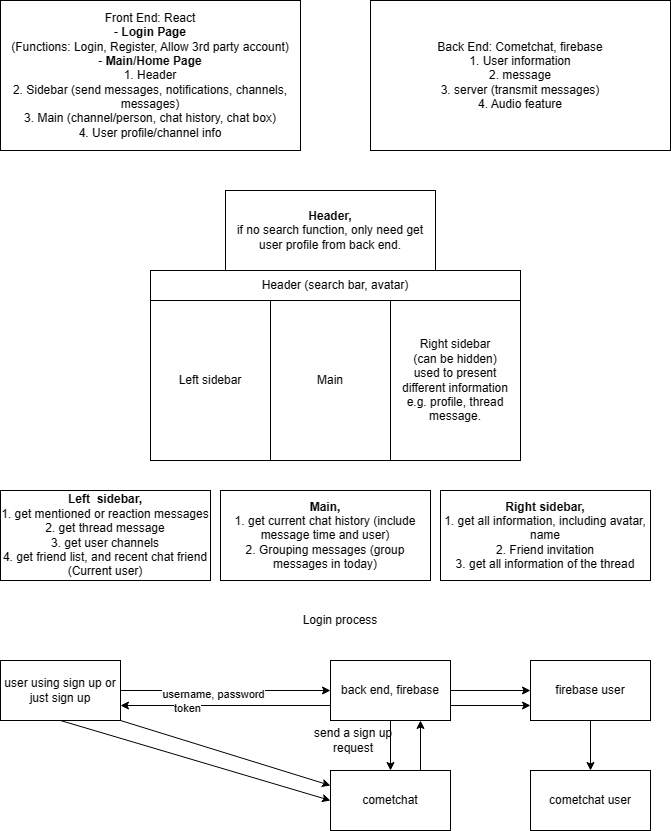 Front End: React
- Login Page
(Functions: Login, Register, Allow 3rd party account)
- Main/Home Page
1. Header
2. Sidebar (send messages, notifications, channels,
messages)
3. Main (channel/person, chat history, chat box)
4. User profile/channel info
Back End: Cometchat, firebase
1. User information
2. message
3. server (transmit messages)
4. Audio feature
Header,
if no search function, only need get
user profile from back end.
Header (search bar, avatar)
Left sidebar
Main
Right sidebar
(can be hidden)
used to present
different information
e.g. profile, thread
message.
Left  sidebar,
1. get mentioned or reaction messages
2. get thread message
3. get user channels
4. get friend list, and recent chat friend
(Current user)
Main,
1. get current chat history (include
message time and user)
2. Grouping messages (group
messages in today)
Right sidebar,
1. get all information, including avatar,
name
2. Friend invitation
3. get all information of the thread
Login process
user using sign up or
just sign up
username, password
token
back end, firebase
firebase user
send a sign up
request
cometchat
cometchat user